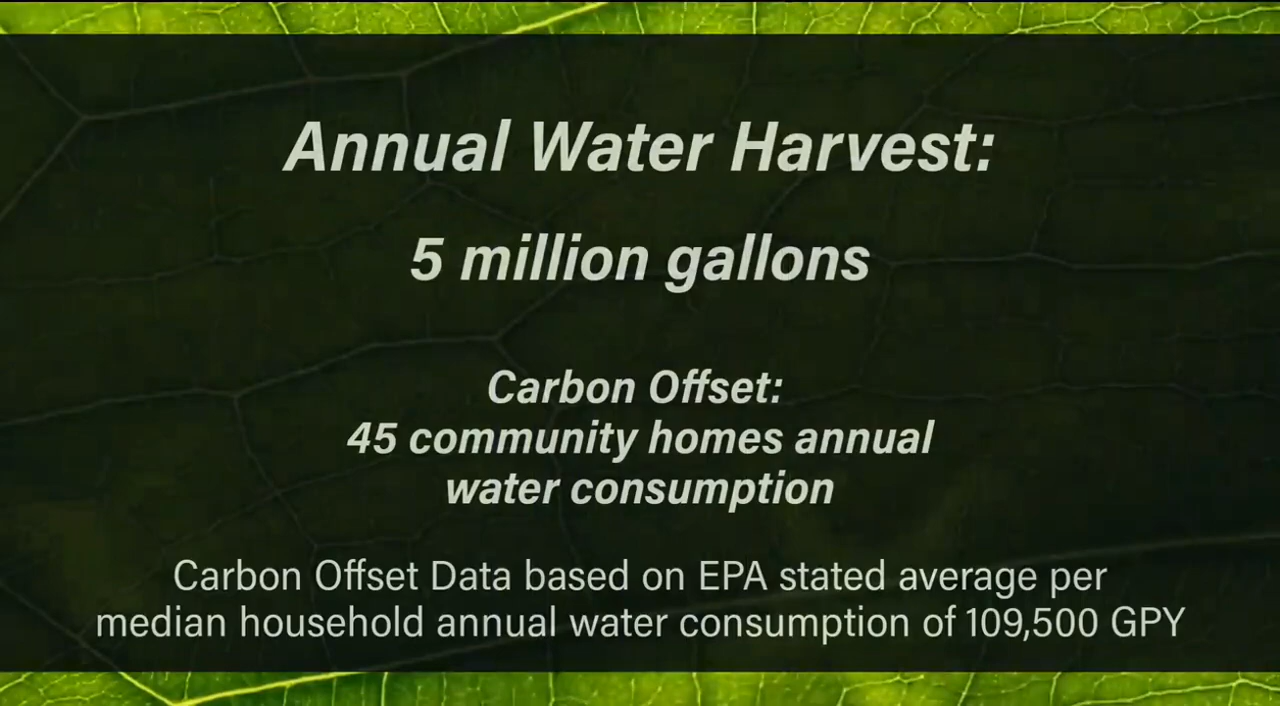 Annual Water Harvest:
5 million gallons
Carbon Offset:
45 community homes annual
water consumption
Carbon Offset Data based on EPA stated average per
median household annual water consumption of 109,500 GPY